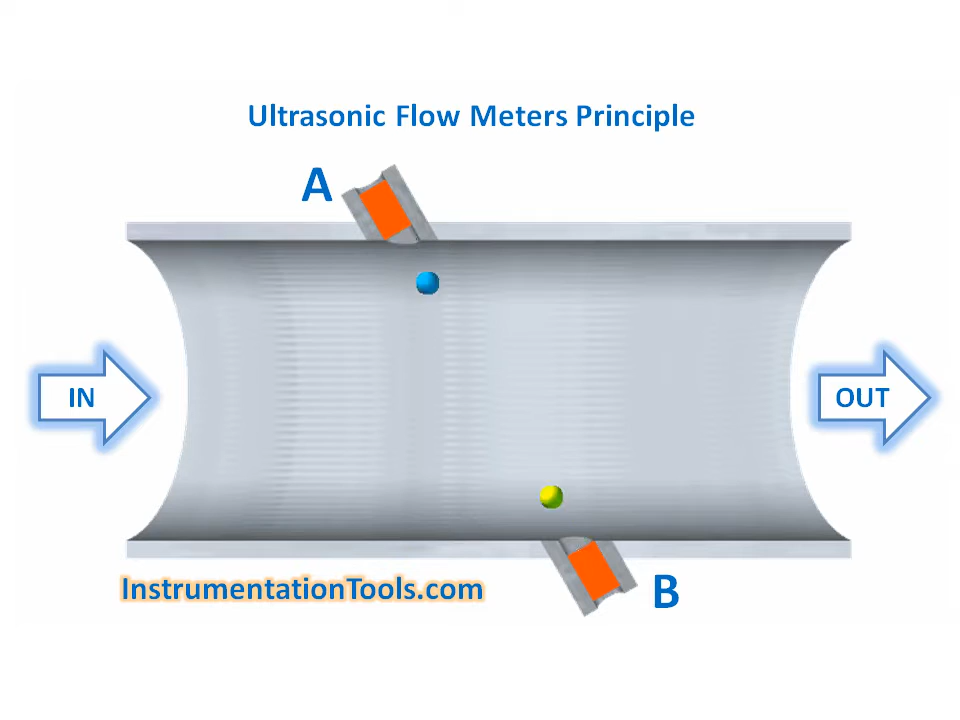 Ultrasonic Flow Meters Principle
A
IN
OUT
InstrumentationTools.com
B